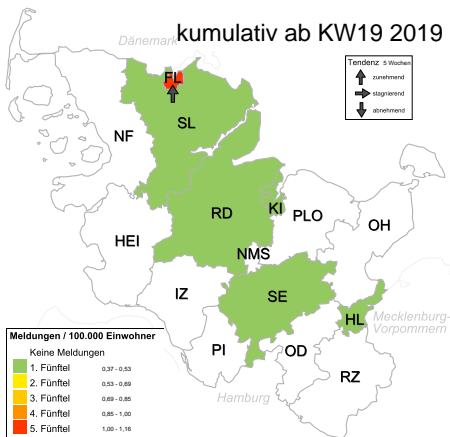 kumulativ ab KW19 2019
Dänemark
Tendenz 5 Wochen
zunehmend
stagnierend
abnehmend
FL
SL
NF
RD
KI
PLO
OH
HEI
NMS
IZ
SE
HL
Mecklenburg-
Vorpommern
PI
OD
RZ
Hamburg
Meldungen / 100.000 Einwohner
Keine Meldungen
1. Fünftel 0,37 - 0,53
2. Fünftel 0,53 - 0,69
3. Fünftel 0,69 - 0,85
4. Fünftel 0,85 - 1,00
5. Fünftel 1,00 - 1,16